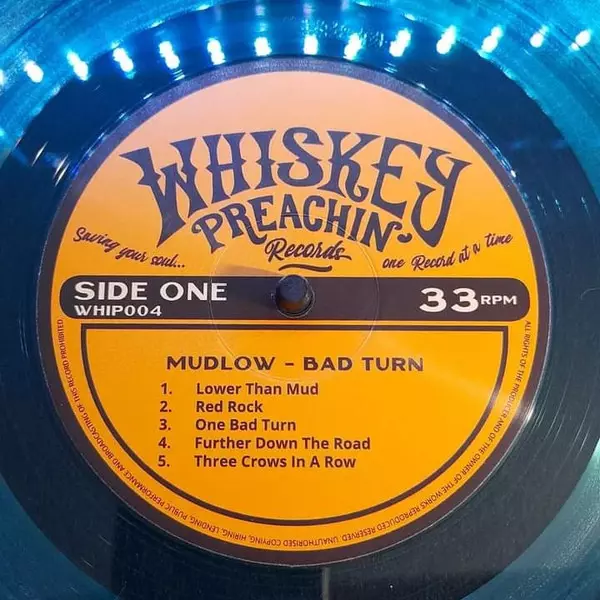 WHISKEY
PREACHIN'
Records
Saving your soul...
one Record at a time
SIDE ONE
WHIP004
33RPM
MUDLOW – BAD TURN
1. Lower Than Mud
2. Red Rock
3. One Bad Turn
4. Further Down The Road
5. Three Crows In A Row
ALL RIGHTS OF THE PRODUCER AND OF THE OWNER OF THE WORKS REPRODUCED RESERVED. UNAUTHORISED COPYING, HIRING, LENDING, PUBLIC PERFORMANCE AND BROADCASTING OF THIS RECORD PROHIBITED